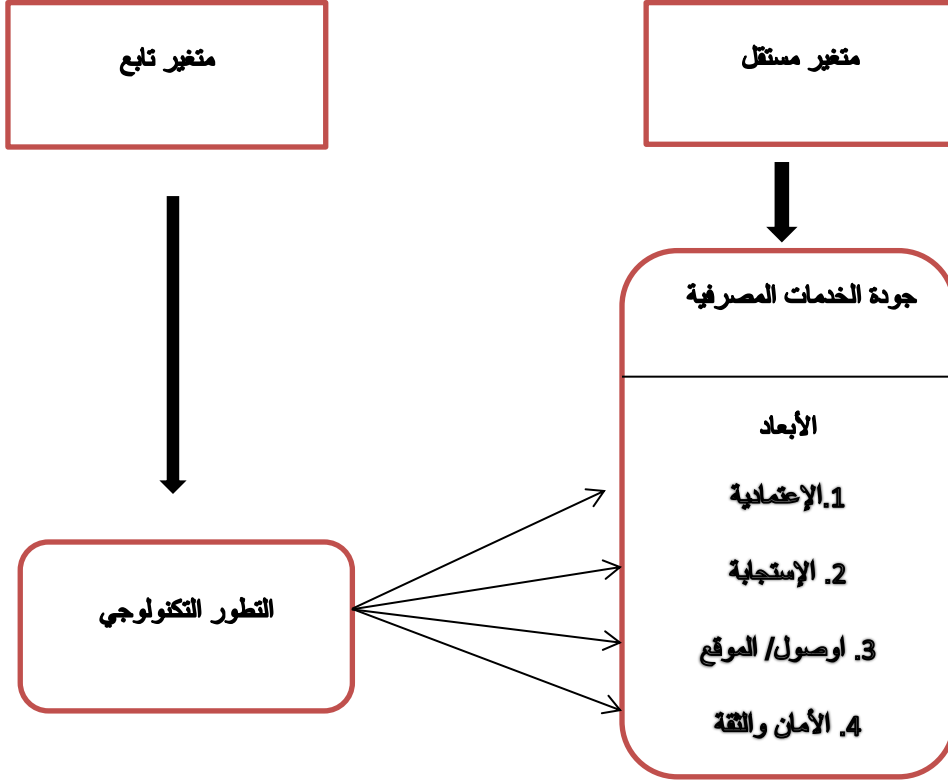 متغير مستقل
متغير تابع
جودة الخدمات المصرفية
الأبعاد
1.الإعتمادية
2. الإستجابة
3. اوصول/ الموقع
4. الأمان والثقة
التطور التكنولوجي